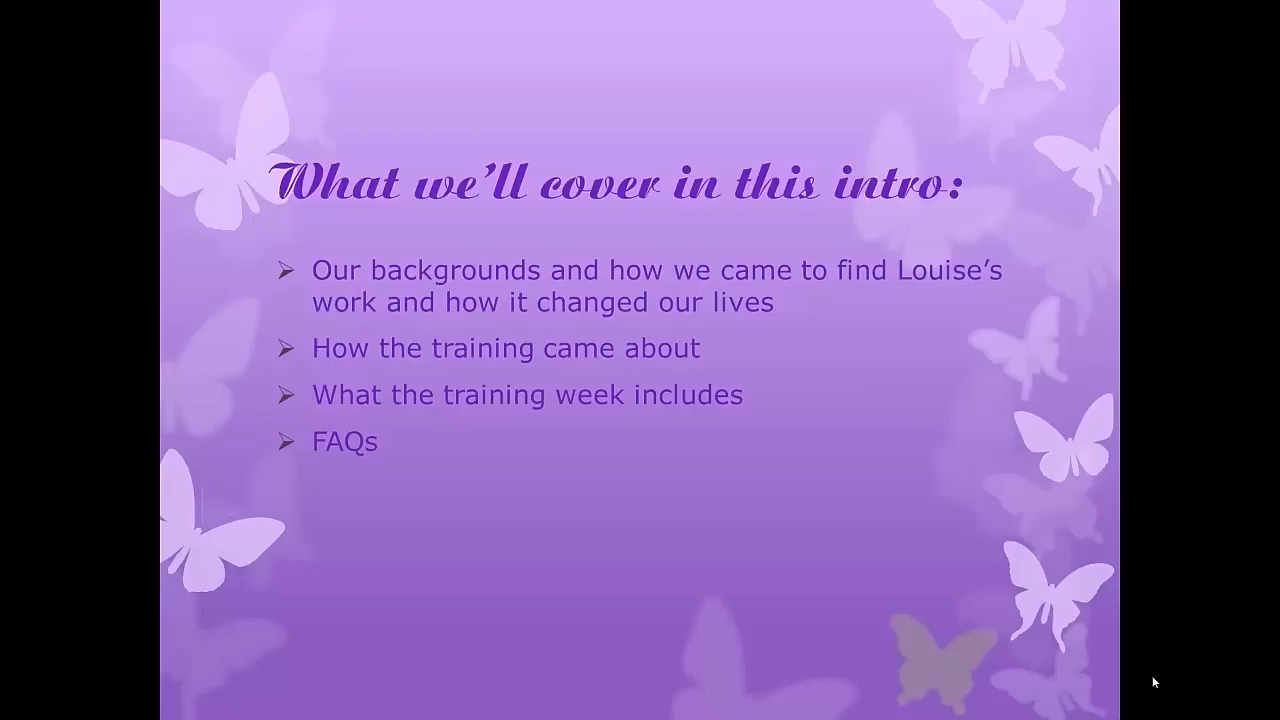 What we’ll cover in this intro:
➢ Our backgrounds and how we came to find Louise’s
work and how it changed our lives
➢ How the training came about
➢ What the training week includes
➢ FAQs